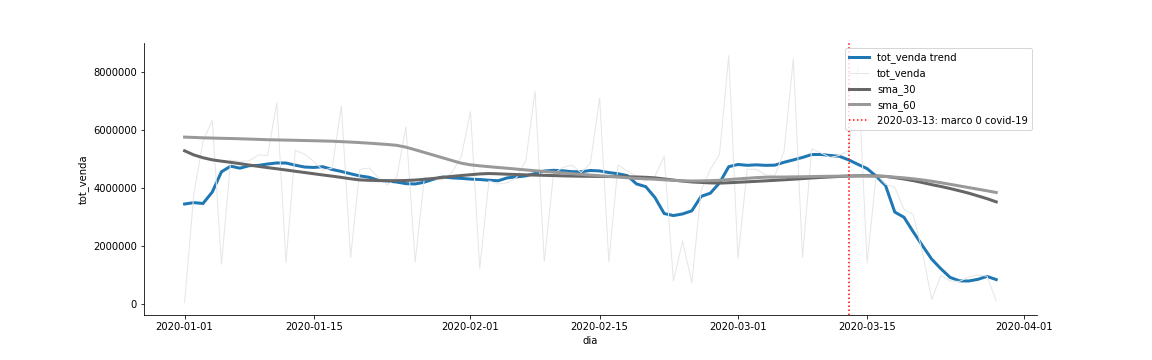 8000000
6000000
4000000
2000000
0
tot_venda
tot_venda trend
tot_venda
sma_30
sma_60
2020-03-13: marco 0 covid-19
2020-01-01
2020-01-15
2020-02-01
2020-02-15
2020-03-01
2020-03-15
2020-04-01
dia